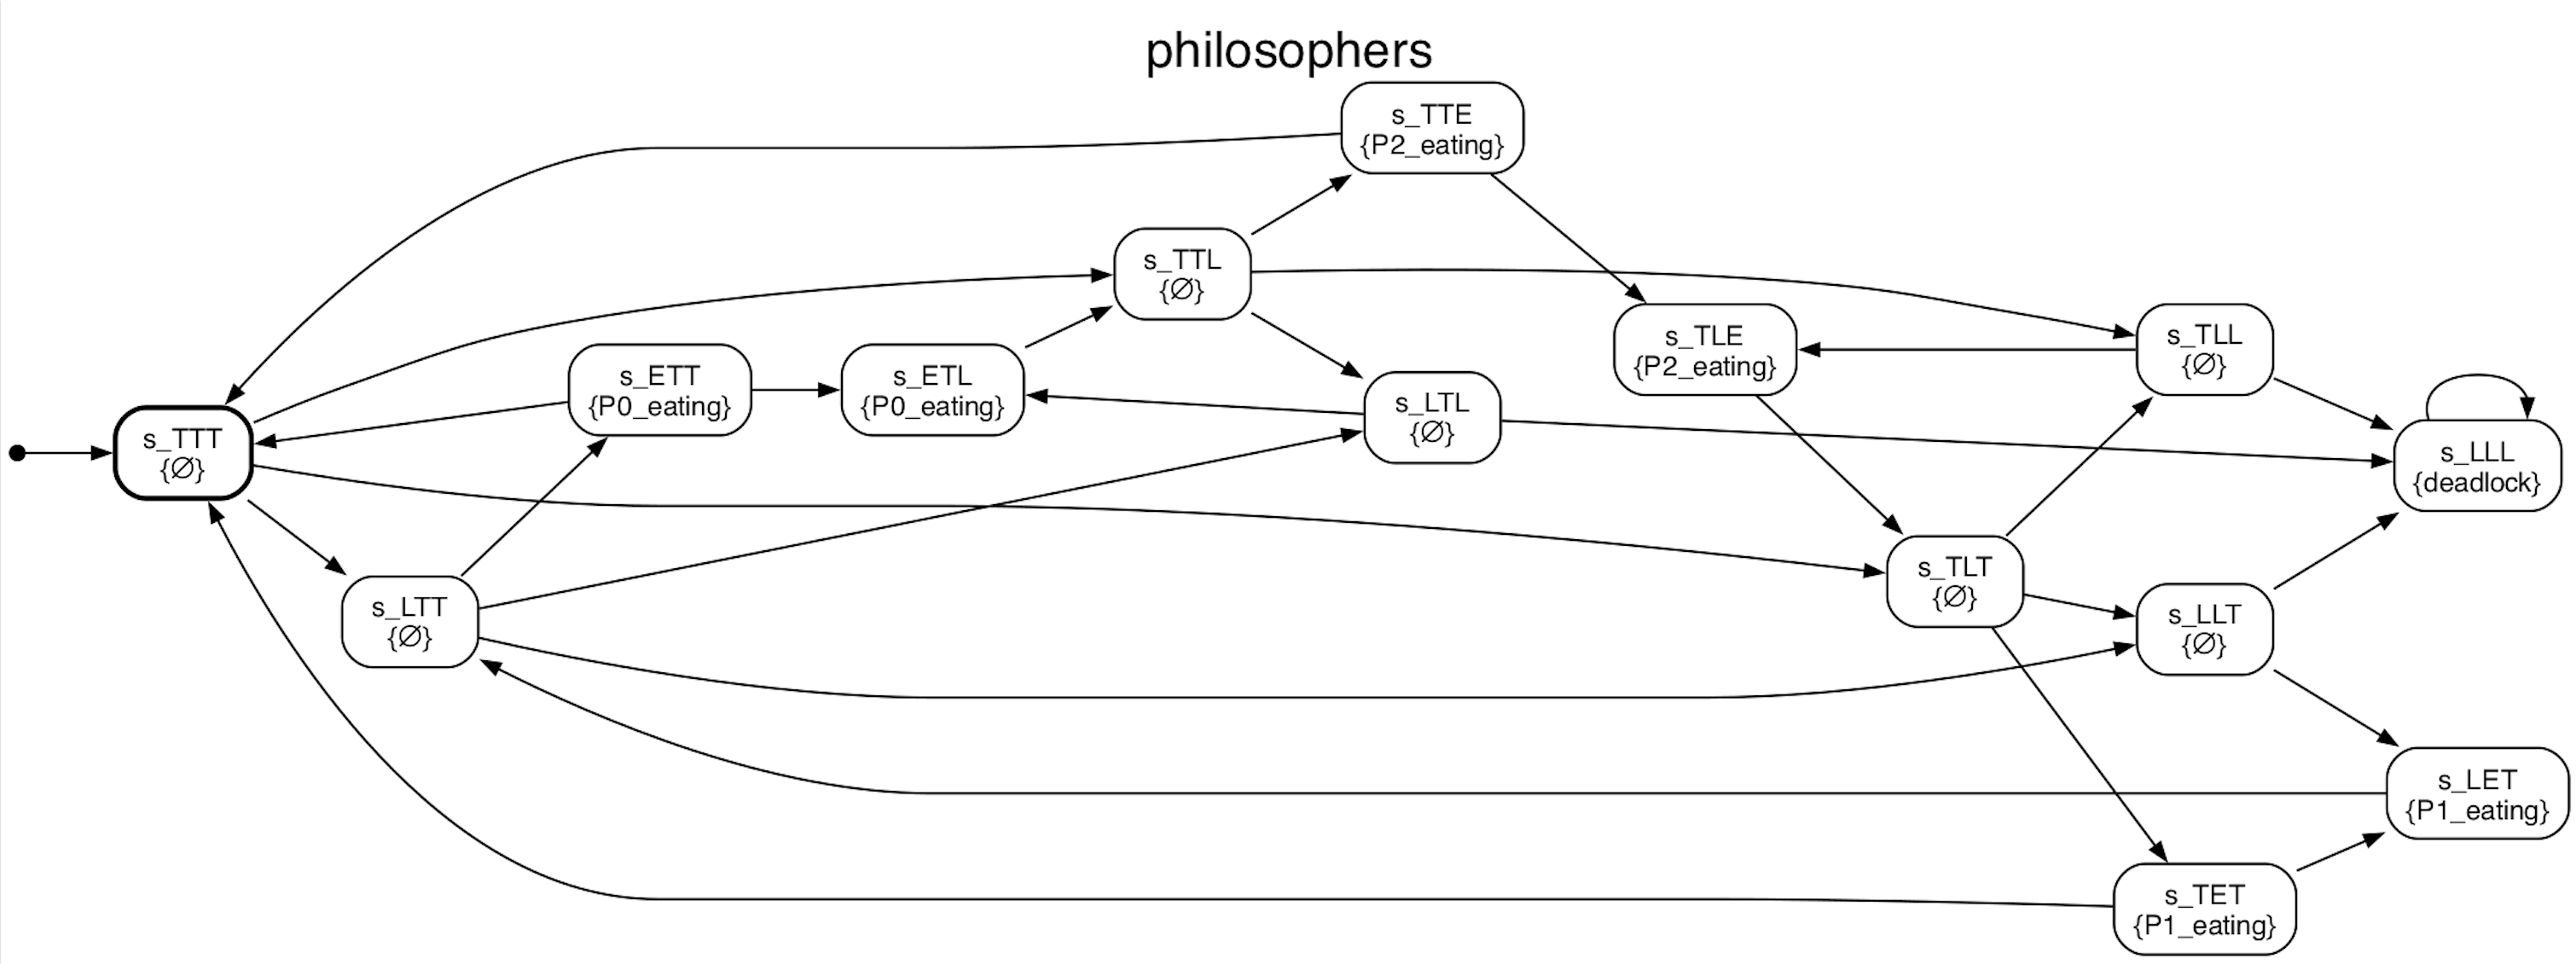 philosophers
s_TTE
{P2_eating}
s_TTL
{∅}
s_TLE
{P2_eating}
s_TLL
{∅}
s_ETT
{P0_eating}
s_ETL
{P0_eating}
s_LTL
{∅}
s_TTT
{∅}
s_LLL
{deadlock}
s_TLT
{∅}
s_LTT
{∅}
s_LLT
{∅}
s_LET
{P1_eating}
s_TET
{P1_eating}